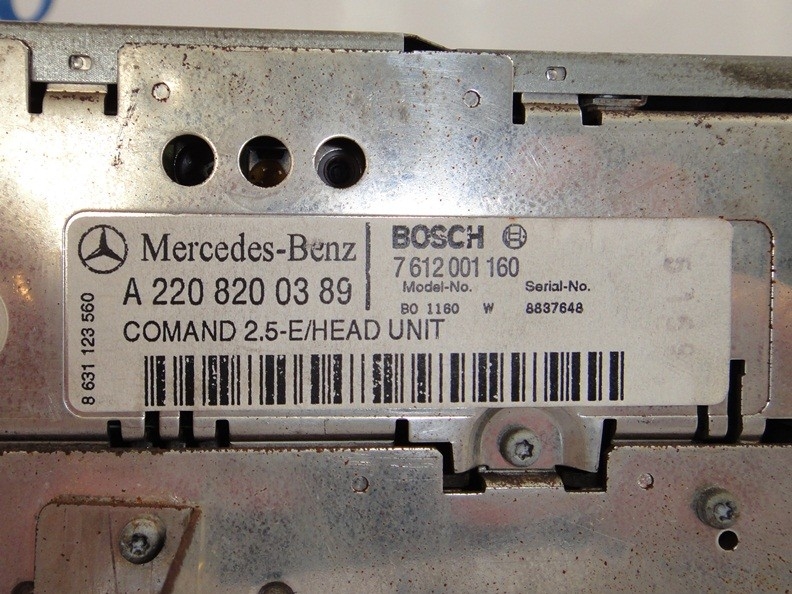 Mercedes-Benz
A 220 820 03 89
BOSCH
7 612 001 160
Model-No. Serial-No.
BO 1160 W 8837648
COMAND 2.5-E/HEAD UNIT
8 631 123 560